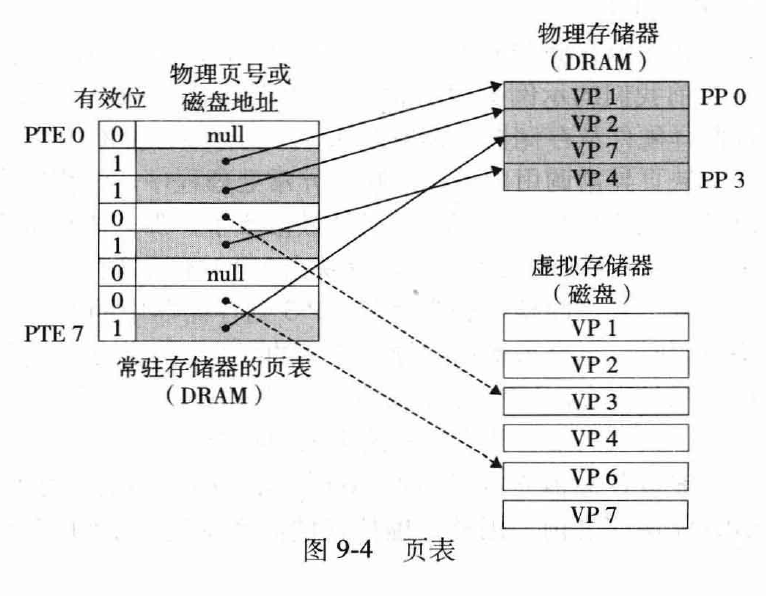 物理存储器
（DRAM）
物理页号或
磁盘地址
有效位
VP 1 PP 0
VP 2
VP 7
VP 4 PP 3
PTE 0 0 null
1
1
0
1
0 null
0
PTE 7 1
常驻存储器的页表
（DRAM）
虚拟存储器
（磁盘）
VP 1
VP 2
VP 3
VP 4
VP 6
VP 7
图 9-4 页表